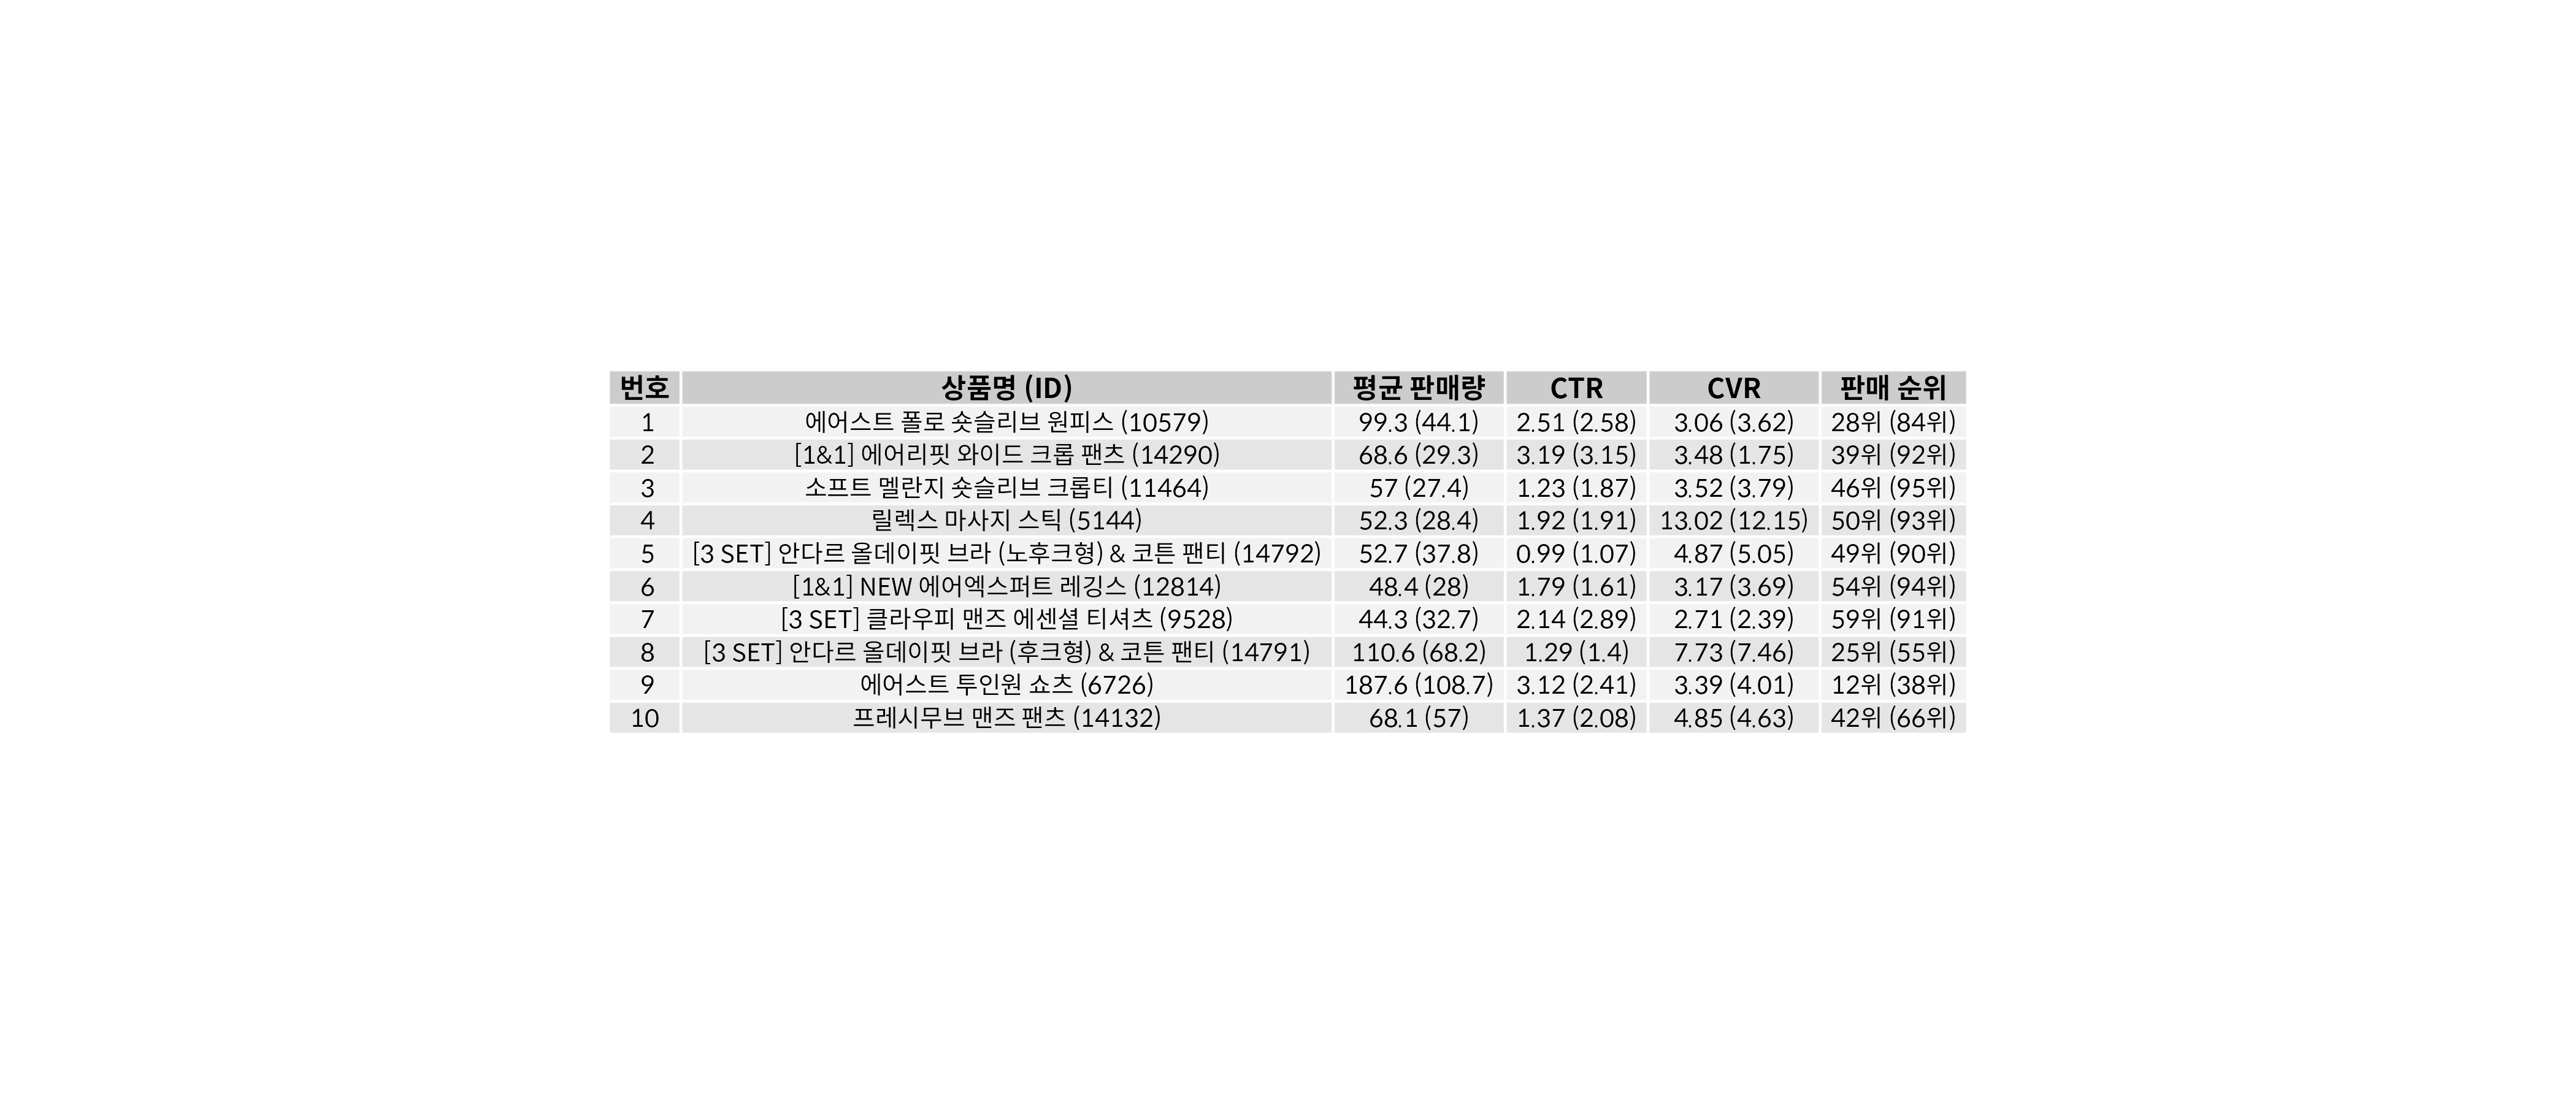 번호 상품명 (ID) 평균 판매량 CTR CVR 판매 순위
1 에어스트 폴로 숏슬리브 원피스 (10579) 99.3 (44.1) 2.51 (2.58) 3.06 (3.62) 28위 (84위)
2 [1&1] 에어리핏 와이드 크롭 팬츠 (14290) 68.6 (29.3) 3.19 (3.15) 3.48 (1.75) 39위 (92위)
3 소프트 멜란지 숏슬리브 크롭티 (11464) 57 (27.4) 1.23 (1.87) 3.52 (3.79) 46위 (95위)
4 릴렉스 마사지 스틱 (5144) 52.3 (28.4) 1.92 (1.91) 13.02 (12.15) 50위 (93위)
5 [3 SET] 안다르 올데이핏 브라 (노후크형) & 코튼 팬티 (14792) 52.7 (37.8) 0.99 (1.07) 4.87 (5.05) 49위 (90위)
6 [1&1] NEW 에어엑스퍼트 레깅스 (12814) 48.4 (28) 1.79 (1.61) 3.17 (3.69) 54위 (94위)
7 [3 SET] 클라우피 맨즈 에센셜 티셔츠 (9528) 44.3 (32.7) 2.14 (2.89) 2.71 (2.39) 59위 (91위)
8 [3 SET] 안다르 올데이핏 브라 (후크형) & 코튼 팬티 (14791) 110.6 (68.2) 1.29 (1.4) 7.73 (7.46) 25위 (55위)
9 에어스트 투인원 쇼츠 (6726) 187.6 (108.7) 3.12 (2.41) 3.39 (4.01) 12위 (38위)
10 프레시무브 맨즈 팬츠 (14132) 68.1 (57) 1.37 (2.08) 4.85 (4.63) 42위 (66위)